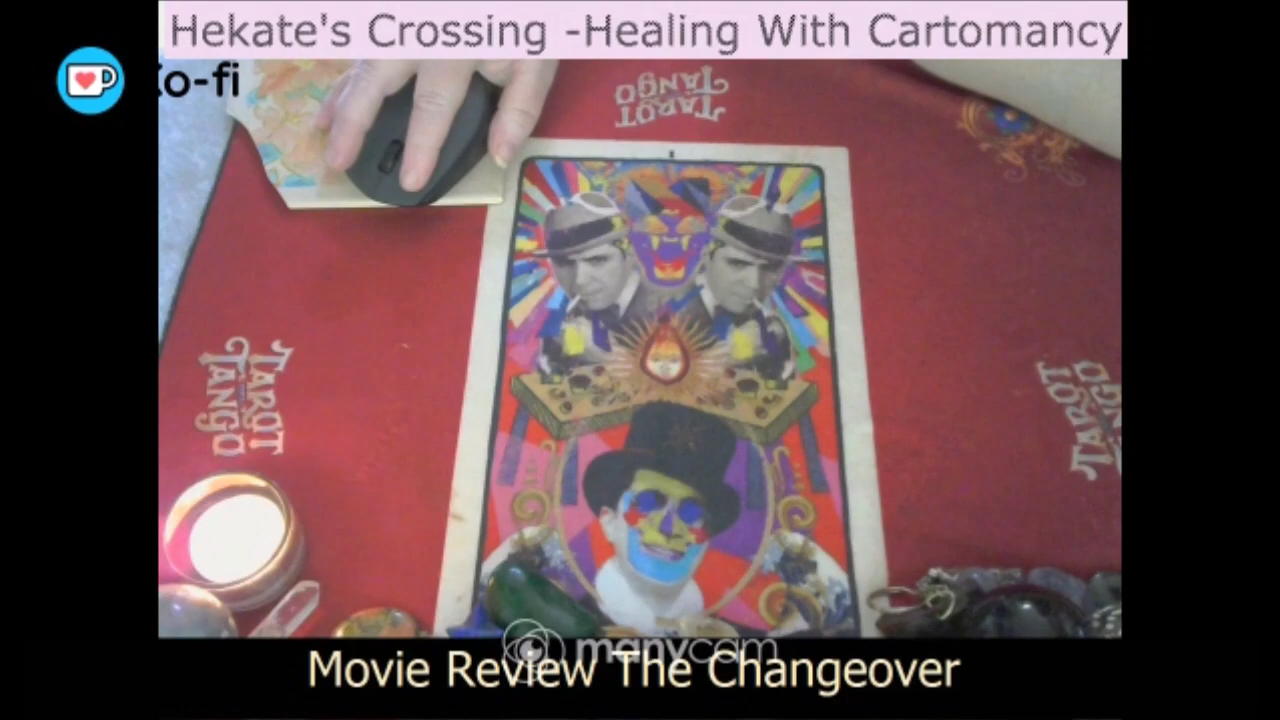 Hekate's Crossing -Healing With Cartomancy
Ko-fi
TAROT
TANGO
TAROT
TANGO
TAROT
TANGO
I
manycam
Movie Review The Changeover